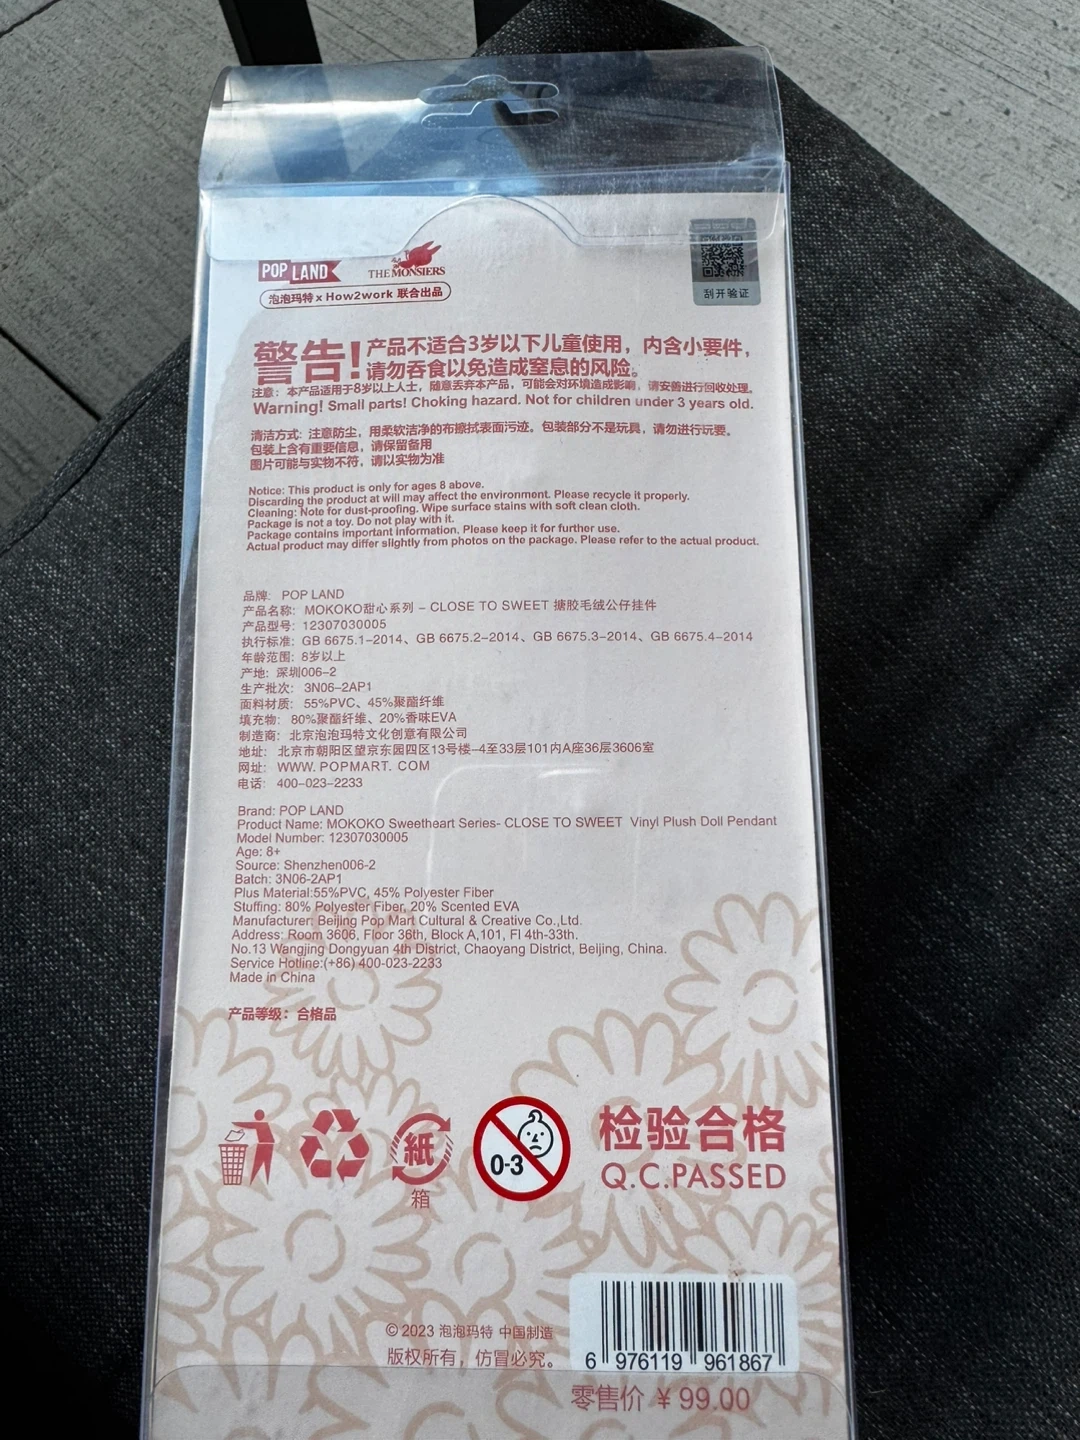 POP LAND
THE MONSTERS
泡泡玛特 x How2work 联合出品
刮开验证
警告! 产品不适合3岁以下儿童使用，内含小要件，
请勿吞食以免造成窒息的风险。
注意：本产品适用于8岁以上人士，随意丢弃本产品，可能会对环境造成影响，请妥善进行回收处理。
Warning! Small parts! Choking hazard. Not for children under 3 years old.
清洁方式：注意防尘，用柔软洁净的布擦拭表面污迹。包装部分不是玩具，请勿进行玩耍。
包装上含有重要信息，请保留备用
图片可能与实物不符，请以实物为准
Notice: This product is only for ages 8 above.
Discarding the product at will may affect the environment. Please recycle it properly.
Cleaning: Note for dust-proofing. Wipe surface stains with soft clean cloth.
Package is not a toy. Do not play with it.
Package contains important information. Please keep it for further use.
Actual product may differ slightly from photos on the package. Please refer to the actual product.
品牌：POP LAND
产品名称：MOKOKO甜心系列 – CLOSE TO SWEET 搪胶毛绒公仔挂件
产品型号：12307030005
执行标准：GB 6675.1–2014、GB 6675.2–2014、GB 6675.3–2014、GB 6675.4–2014
年龄范围：8岁以上
产地：深圳006–2
生产批次：3N06–2AP1
面料材质：55%PVC、45%聚酯纤维
填充物：80%聚酯纤维、20%香味EVA
制造商：北京泡泡玛特文化创意有限公司
地址：北京市朝阳区望京东园四区13号楼–4至33层101内A座36层3606室
网址：WWW. POPMART. COM
电话：400–023–2233
Brand: POP LAND
Product Name: MOKOKO Sweetheart Series- CLOSE TO SWEET Vinyl Plush Doll Pendant
Model Number: 12307030005
Age: 8+
Source: Shenzhen006-2
Batch: 3N06-2AP1
Plus Material:55%PVC, 45% Polyester Fiber
Stuffing: 80% Polyester Fiber, 20% Scented EVA
Manufacturer: Beijing Pop Mart Cultural & Creative Co.,Ltd.
Address: Room 3606, Floor 36th, Block A,101, Fl 4th-33th.
No.13 Wangjing Dongyuan 4th District, Chaoyang District, Beijing, China.
Service Hotline:(+86) 400-023-2233
Made in China
产品等级：合格品
紙
箱
0-3
检验合格
Q.C.PASSED
© 2023 泡泡玛特 中国制造
版权所有，仿冒必究。
6 976119 961867
零售价 ¥ 99.00